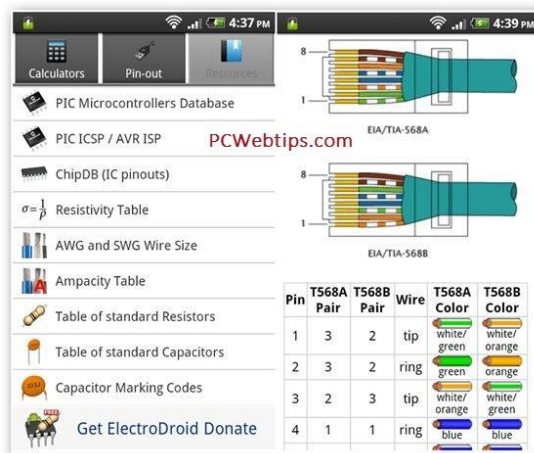 4:37 PM
Calculators
Pin-out
Resources
PIC Microcontrollers Database
PIC ICSP / AVR ISP
ChipDB (IC pinouts)
σ=1/ρ Resistivity Table
AWG and SWG Wire Size
A Ampacity Table
Table of standard Resistors
Table of standard Capacitors
Capacitor Marking Codes
FREE
Get ElectroDroid Donate
PCWebtips.com
4:39 PM
8
1
EIA/TIA-568A
8
1
EIA/TIA-568B
Pin T568A Pair T568B Pair Wire T568A Color T568B Color
1 3 2 tip white/green white/orange
2 3 2 ring green orange
3 2 3 tip white/orange white/green
4 1 1 ring blue blue